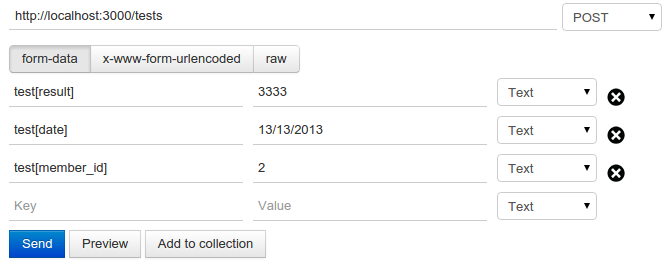 http://localhost:3000/tests POST
form-data x-www-form-urlencoded raw
test[result] 3333 Text
test[date] 13/13/2013 Text
test[member_id] 2 Text
Key Value Text
Send Preview Add to collection